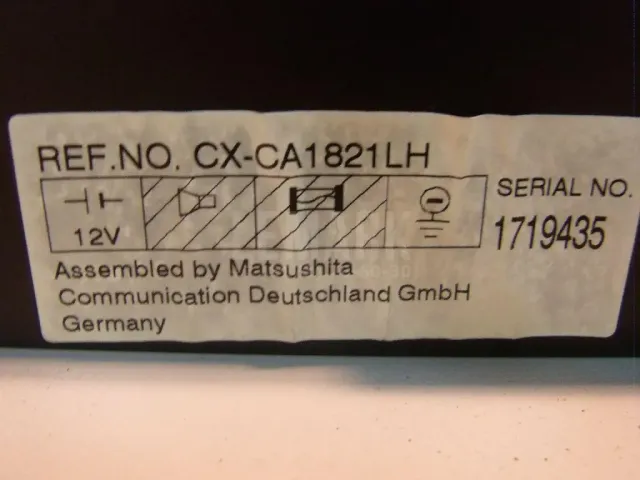 REF.NO. CX-CA1821LH
12V
SERIAL NO.
1719435
Assembled by Matsushita
Communication Deutschland GmbH
Germany